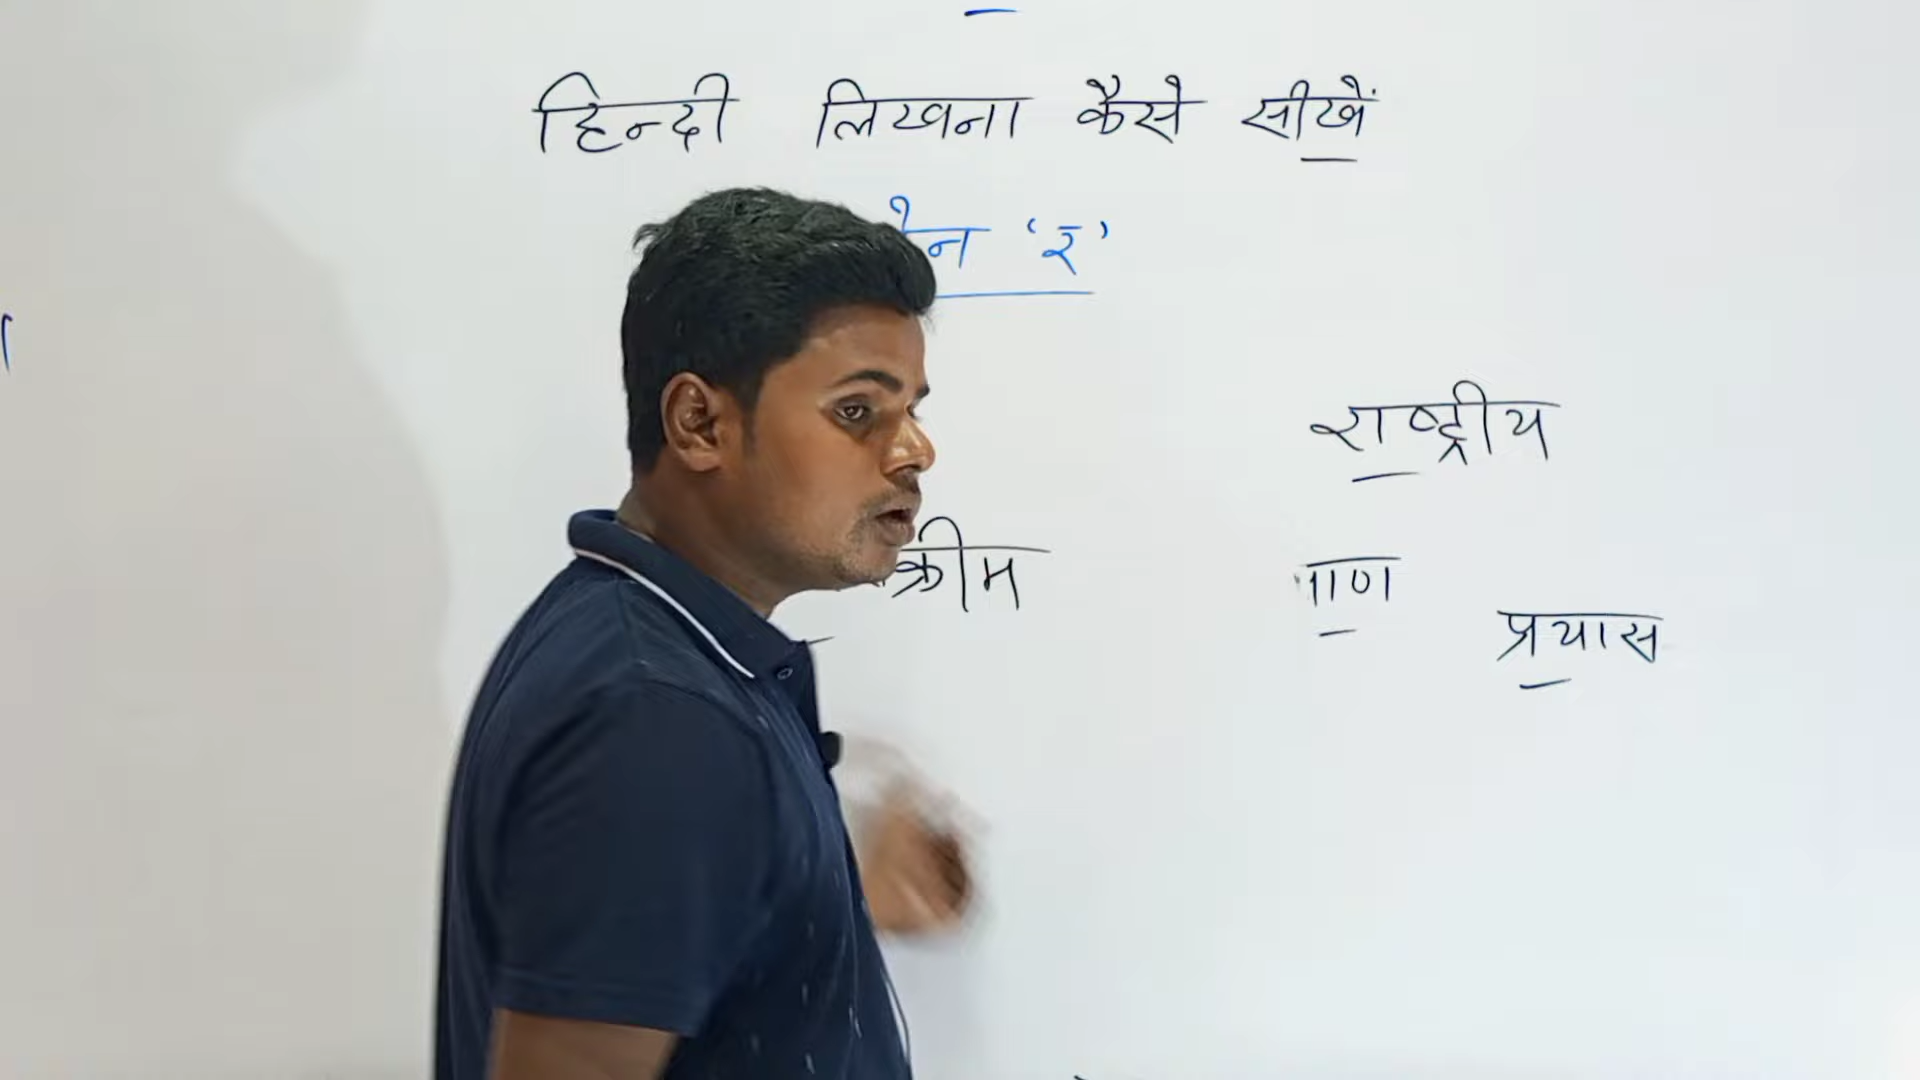 हिन्दी लिखना कैसे सीखें
'र'
राष्ट्रीय
क्रीम
प्रयास